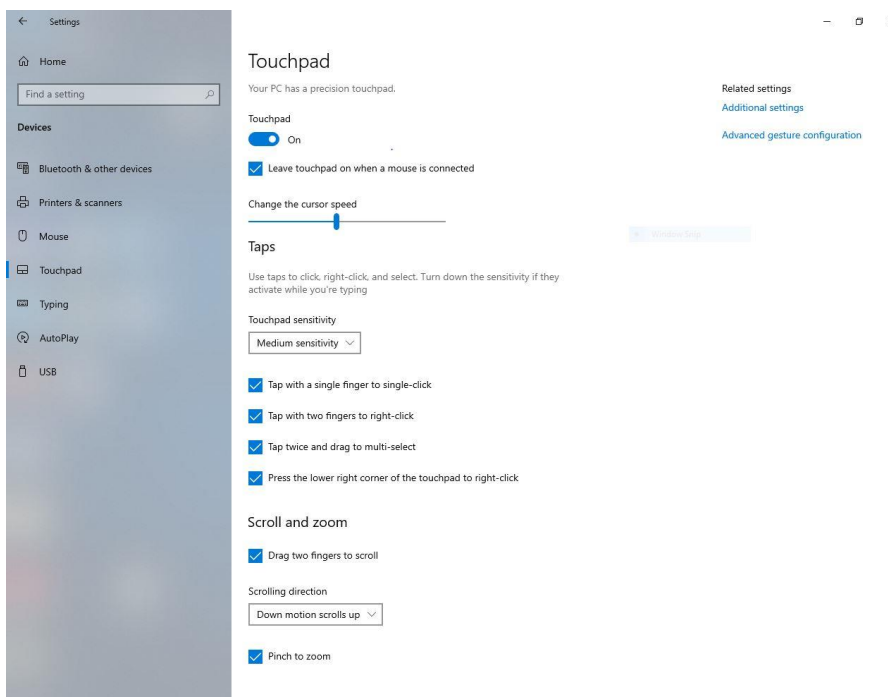 Settings
Home
Find a setting
Devices
Bluetooth & other devices
Printers & scanners
Mouse
Touchpad
Typing
AutoPlay
USB
Touchpad
Your PC has a precision touchpad.
Touchpad
On
Leave touchpad on when a mouse is connected
Change the cursor speed
Taps
Use taps to click, right-click, and select. Turn down the sensitivity if they
activate while you're typing
Touchpad sensitivity
Medium sensitivity
Tap with a single finger to single-click
Tap with two fingers to right-click
Tap twice and drag to multi-select
Press the lower right corner of the touchpad to right-click
Scroll and zoom
Drag two fingers to scroll
Scrolling direction
Down motion scrolls up
Pinch to zoom
Related settings
Additional settings
Advanced gesture configuration